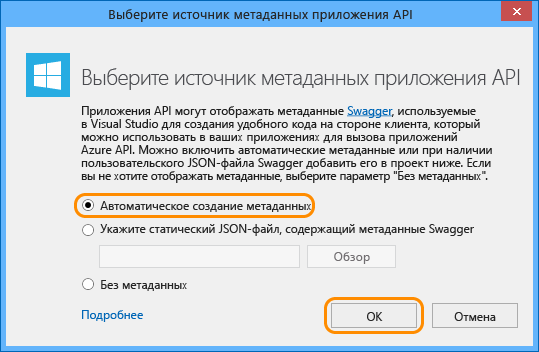 Выберите источник метаданных приложения API
Выберите источник метаданных приложения API
Приложения API могут отображать метаданные Swagger, используемые
в Visual Studio для создания удобного кода на стороне клиента, который
можно использовать в ваших приложениях для вызова приложений
Azure API. Можно включить автоматические метаданные или при наличии
пользовательского JSON-файла Swagger добавить его в проект ниже. Если
вы не хотите отображать метаданные, выберите параметр "Без метаданных".
Автоматическое создание метаданных
Укажите статический JSON-файл, содержащий метаданные Swagger
Обзор
Без метаданных
Подробнее
ОК
Отмена